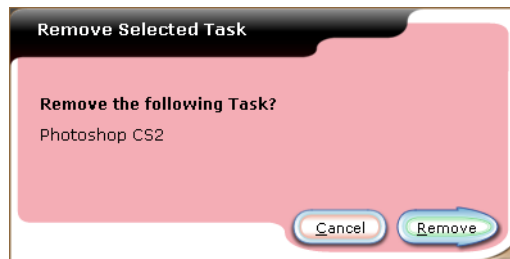 Remove Selected Task
Remove the following Task?
Photoshop CS2
Cancel
Remove